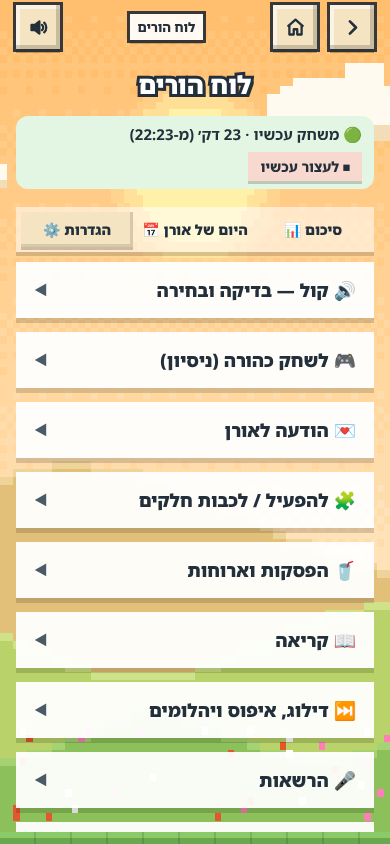 לוח הורים
לוח הורים
🟢 משחק עכשיו · 23 דק׳ (מ-22:23)
■ לעצור עכשיו
סיכום 📊
היום של אורן 📅
הגדרות ⚙️
🔊 קול — בדיקה ובחירה ◀
🎮 לשחק כהורה (ניסיון) ◀
💌 הודעה לאורן ◀
🧩 להפעיל / לכבות חלקים ◀
🥤 הפסקות וארוחות ◀
📖 קריאה ◀
⏭️ דילוג, איפוס ויהלומים ◀
🎤 הרשאות ◀